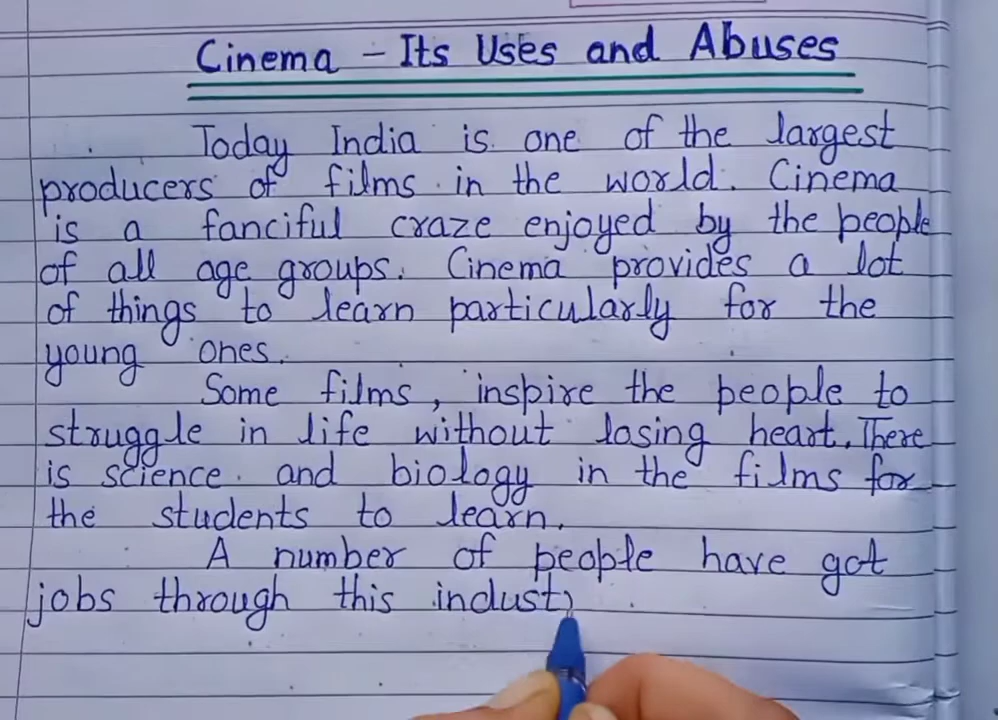 Cinema - Its Uses and Abuses
Today India is one of the largest
producers of films in the world. Cinema
is a fanciful craze enjoyed by the people
of all age groups. Cinema provides a lot
of things to learn particularly for the
young ones.
Some films, inspire the people to
struggle in life without losing heart. There
is science and biology in the films for
the students to learn.
A number of people have got
jobs through this